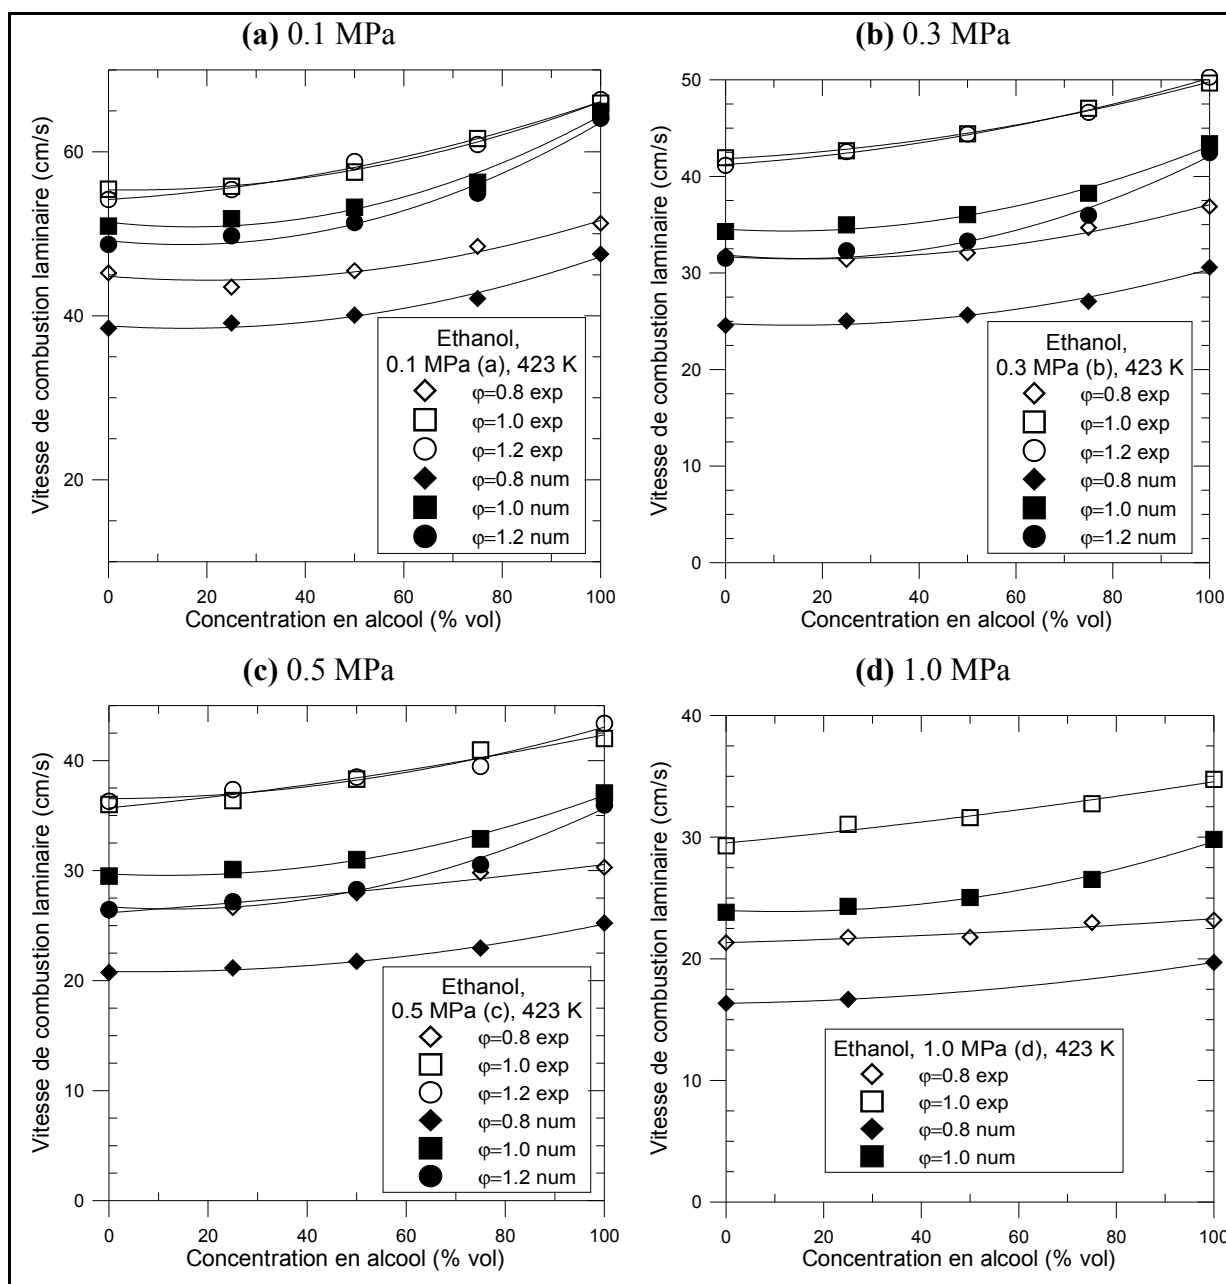 (a) 0.1 MPa
60
40
20
0
20
40
60
80
100
Vitesse de combustion laminaire (cm/s)
Concentration en alcool (% vol)
Ethanol,
0.1 MPa (a), 423 K
φ=0.8 exp
φ=1.0 exp
φ=1.2 exp
φ=0.8 num
φ=1.0 num
φ=1.2 num
(b) 0.3 MPa
50
40
30
20
10
0
0
20
40
60
80
100
Vitesse de combustion laminaire (cm/s)
Concentration en alcool (% vol)
Ethanol,
0.3 MPa (b), 423 K
φ=0.8 exp
φ=1.0 exp
φ=1.2 exp
φ=0.8 num
φ=1.0 num
φ=1.2 num
(c) 0.5 MPa
40
30
20
10
0
0
20
40
60
80
100
Vitesse de combustion laminaire (cm/s)
Concentration en alcool (% vol)
Ethanol,
0.5 MPa (c), 423 K
φ=0.8 exp
φ=1.0 exp
φ=1.2 exp
φ=0.8 num
φ=1.0 num
φ=1.2 num
(d) 1.0 MPa
40
30
20
10
0
0
20
40
60
80
100
Vitesse de combustion laminaire (cm/s)
Concentration en alcool (% vol)
Ethanol, 1.0 MPa (d), 423 K
φ=0.8 exp
φ=1.0 exp
φ=0.8 num
φ=1.0 num